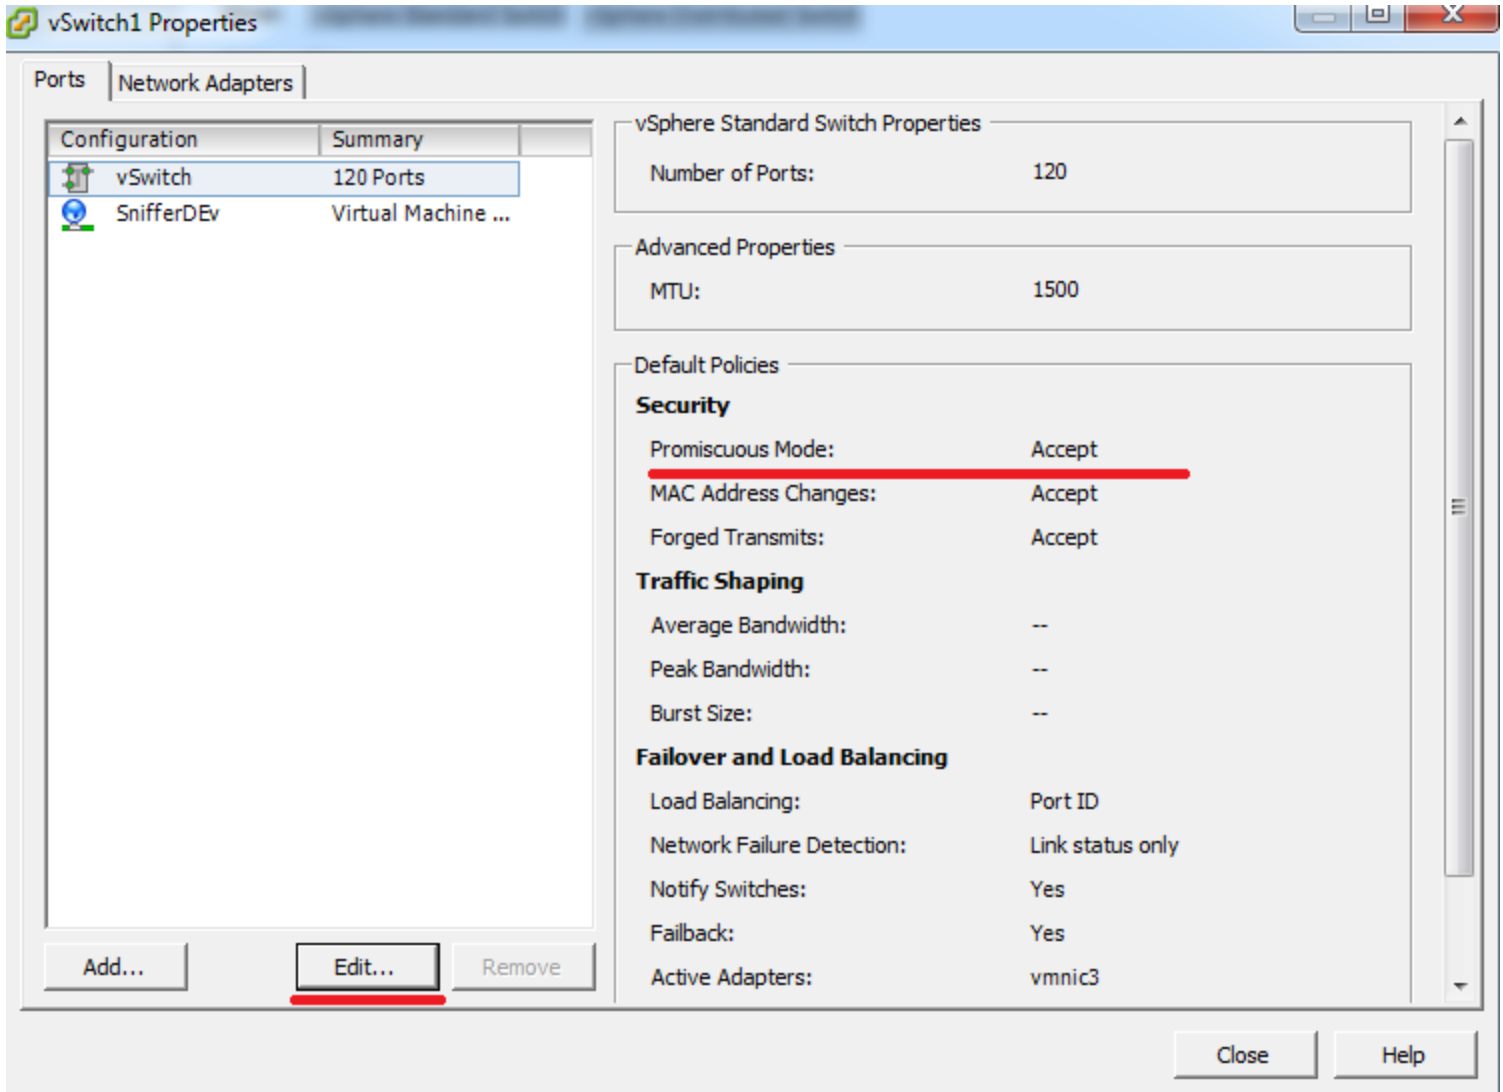 vSwitch1 Properties
Ports
Network Adapters
Configuration Summary
vSwitch 120 Ports
SnifferDEv Virtual Machine ...
Add...
Edit...
Remove
vSphere Standard Switch Properties
Number of Ports: 120
Advanced Properties
MTU: 1500
Default Policies
Security
Promiscuous Mode: Accept
MAC Address Changes: Accept
Forged Transmits: Accept
Traffic Shaping
Average Bandwidth: --
Peak Bandwidth: --
Burst Size: --
Failover and Load Balancing
Load Balancing: Port ID
Network Failure Detection: Link status only
Notify Switches: Yes
Failback: Yes
Active Adapters: vmnic3
Close
Help